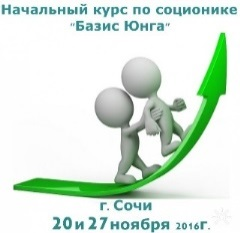 Начальный курс по соционике
"Базис Юнга"
г. Сочи
20 и 27 ноября 2016г.